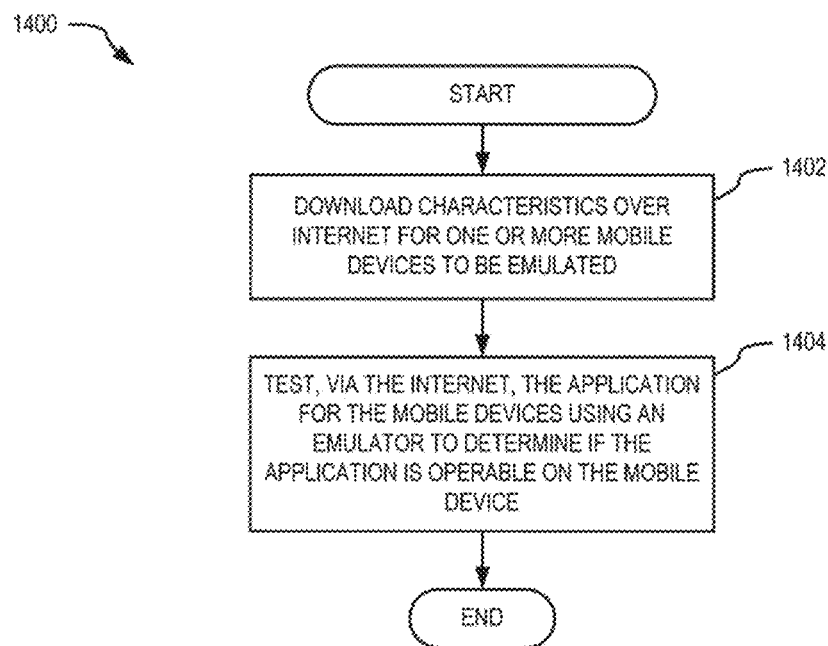 1400
START
1402
DOWNLOAD CHARACTERISTICS OVER
INTERNET FOR ONE OR MORE MOBILE
DEVICES TO BE EMULATED
1404
TEST, VIA THE INTERNET, THE APPLICATION
FOR THE MOBILE DEVICES USING AN
EMULATOR TO DETERMINE IF THE
APPLICATION IS OPERABLE ON THE MOBILE
DEVICE
END